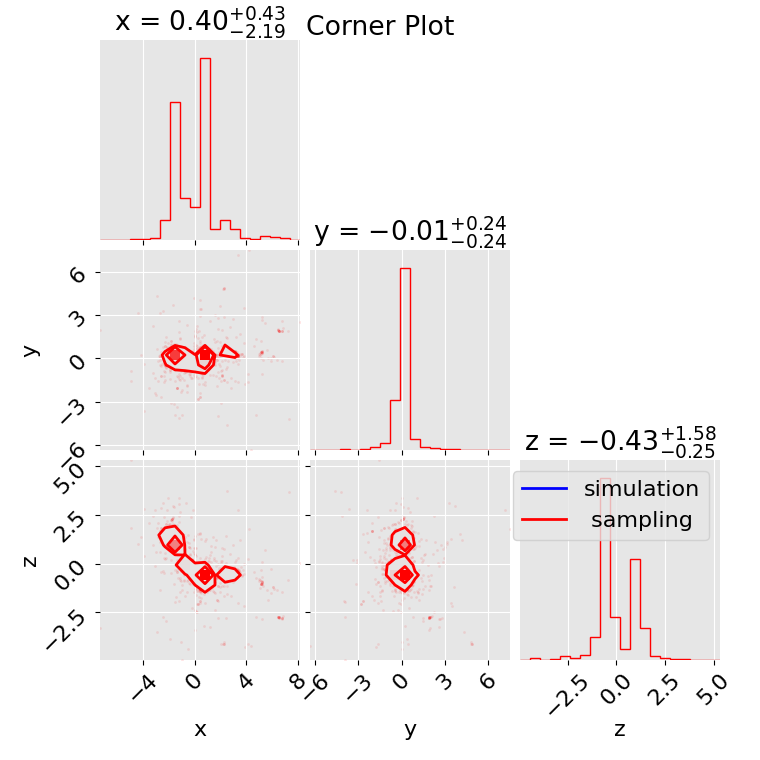 x = 0.40+0.43−2.19
Corner Plot
y = −0.01+0.24−0.24
6
3
0
−3
−6
y
z = −0.43+1.58−0.25
simulation
sampling
5.0
2.5
0.0
−2.5
z
−4 0 4 8
−6 −3 0 3 6
−2.5 0.0 2.5 5.0
x y z